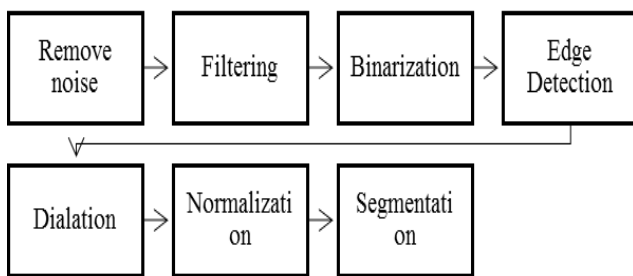 Remove
noise
Filtering
Binarization
Edge
Detection
Dialation
Normalizati
on
Segmentati
on